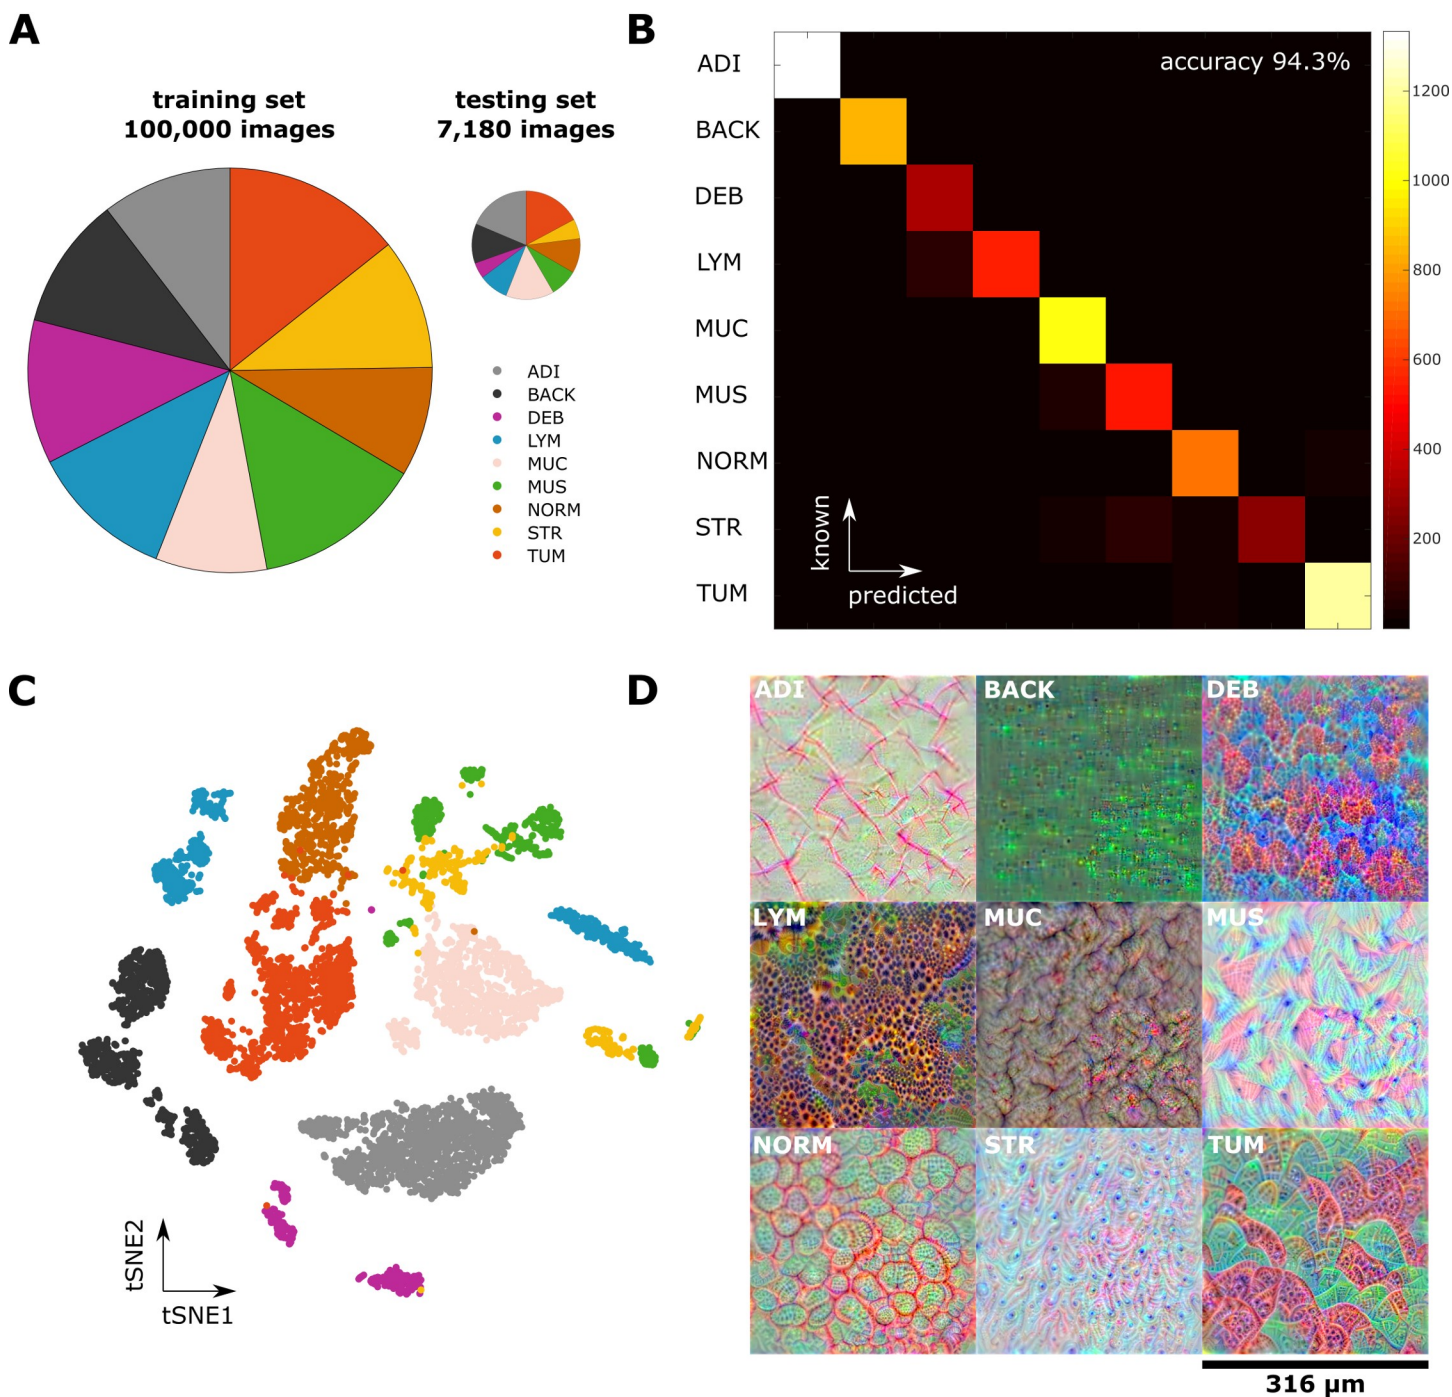 A
training set
100,000 images
testing set
7,180 images
ADI
BACK
DEB
LYM
MUC
MUS
NORM
STR
TUM
B
ADI
BACK
DEB
LYM
MUC
MUS
NORM
STR
TUM
accuracy 94.3%
known
predicted
1200
1000
800
600
400
200
C
tSNE2
tSNE1
D
ADI
BACK
DEB
LYM
MUC
MUS
NORM
STR
TUM
316 µm